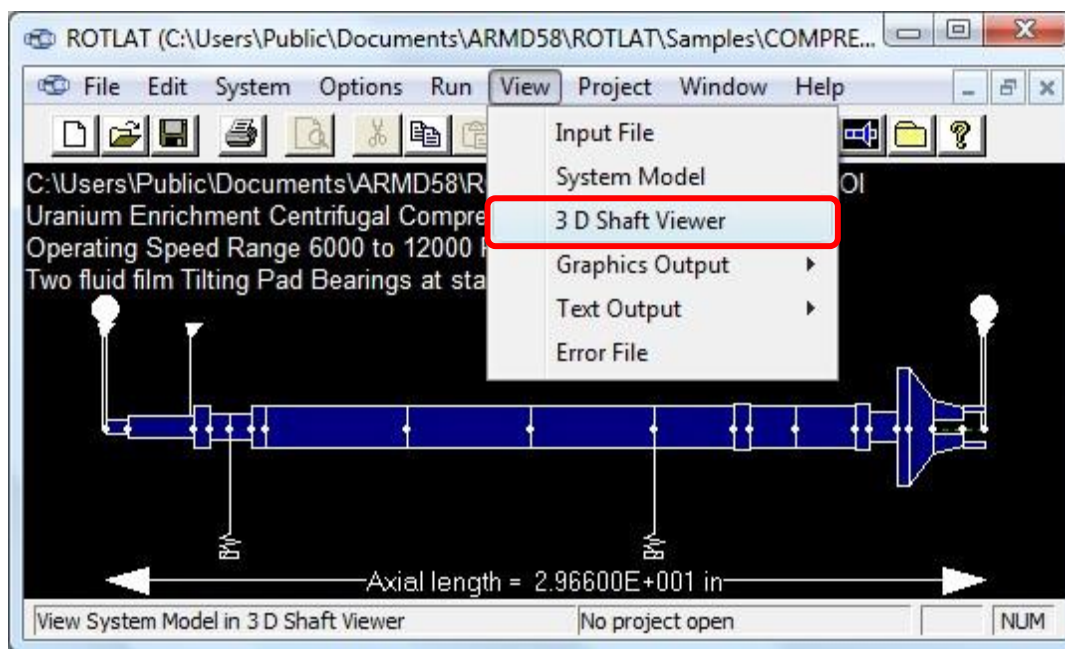 ROTLAT (C:\Users\Public\Documents\ARMD58\ROTLAT\Samples\COMPRE...
File Edit System Options Run View Project Window Help
Input File
System Model
3 D Shaft Viewer
Graphics Output
Text Output
Error File
C:\Users\Public\Documents\ARMD58\R OI
Uranium Enrichment Centrifugal Compre
Operating Speed Range 6000 to 12000
Two fluid film Tilting Pad Bearings at sta
Axial length = 2.96600E+001 in
View System Model in 3 D Shaft Viewer No project open NUM